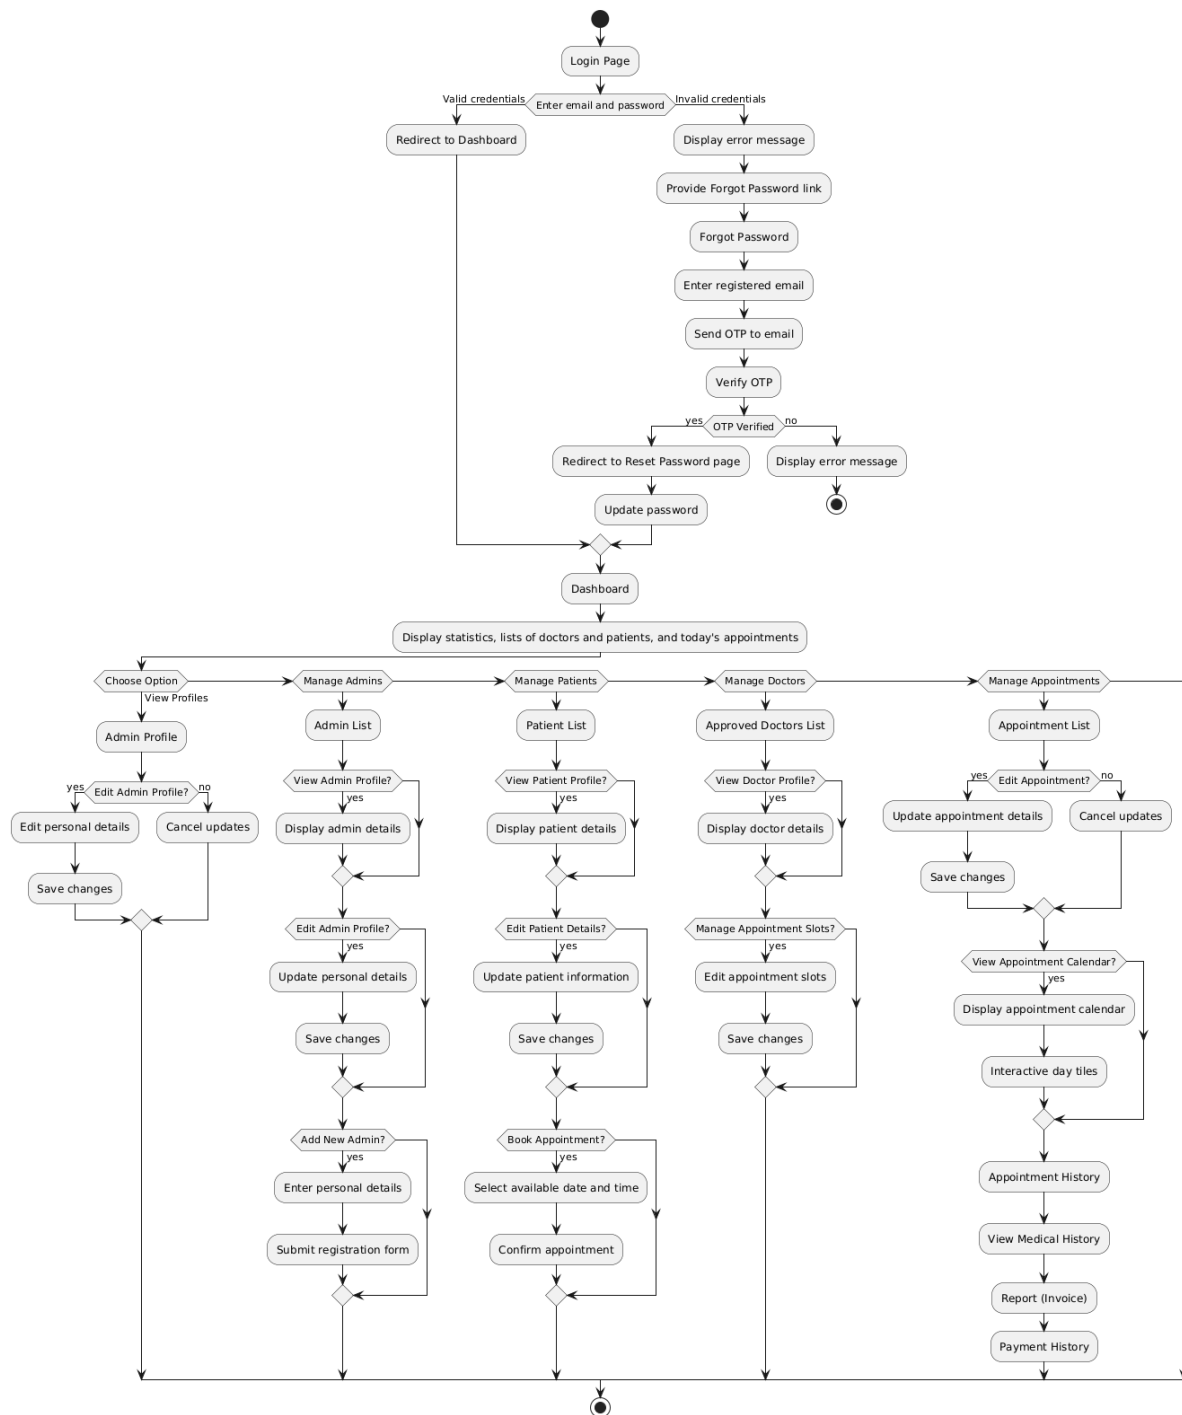 Login Page
Valid credentials
Enter email and password
Invalid credentials
Redirect to Dashboard
Display error message
Provide Forgot Password link
Forgot Password
Enter registered email
Send OTP to email
Verify OTP
yes
OTP Verified
no
Redirect to Reset Password page
Display error message
Update password
Dashboard
Display statistics, lists of doctors and patients, and today's appointments
Choose Option
View Profiles
Admin Profile
yes
Edit Admin Profile?
no
Edit personal details
Cancel updates
Save changes
Manage Admins
Admin List
View Admin Profile?
yes
Display admin details
Edit Admin Profile?
yes
Update personal details
Save changes
Add New Admin?
yes
Enter personal details
Submit registration form
Manage Patients
Patient List
View Patient Profile?
yes
Display patient details
Edit Patient Details?
yes
Update patient information
Save changes
Book Appointment?
yes
Select available date and time
Confirm appointment
Manage Doctors
Approved Doctors List
View Doctor Profile?
yes
Display doctor details
Manage Appointment Slots?
yes
Edit appointment slots
Save changes
Manage Appointments
Appointment List
yes
Edit Appointment?
no
Update appointment details
Cancel updates
Save changes
View Appointment Calendar?
yes
Display appointment calendar
Interactive day tiles
Appointment History
View Medical History
Report (Invoice)
Payment History